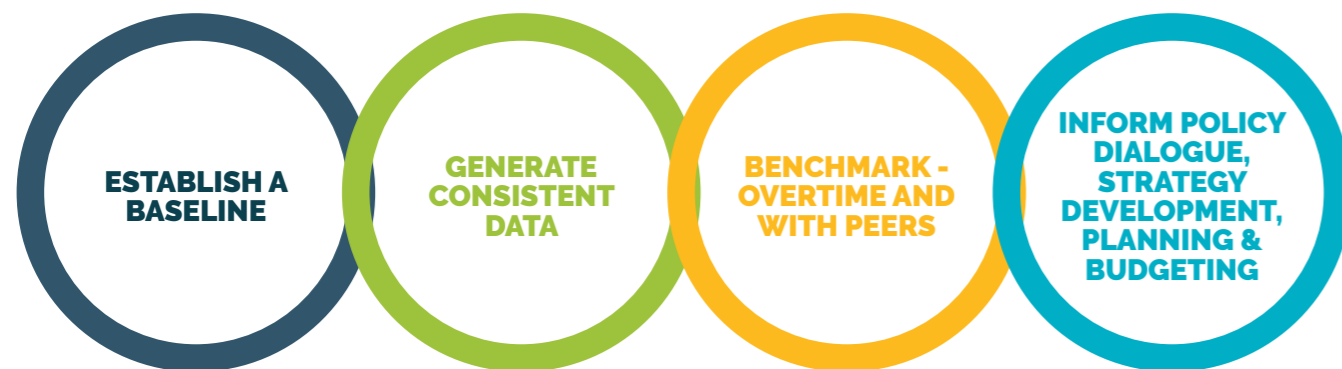 ESTABLISH A
BASELINE
GENERATE
CONSISTENT
DATA
BENCHMARK -
OVERTIME AND
WITH PEERS
INFORM POLICY
DIALOGUE,
STRATEGY
DEVELOPMENT,
PLANNING &
BUDGETING